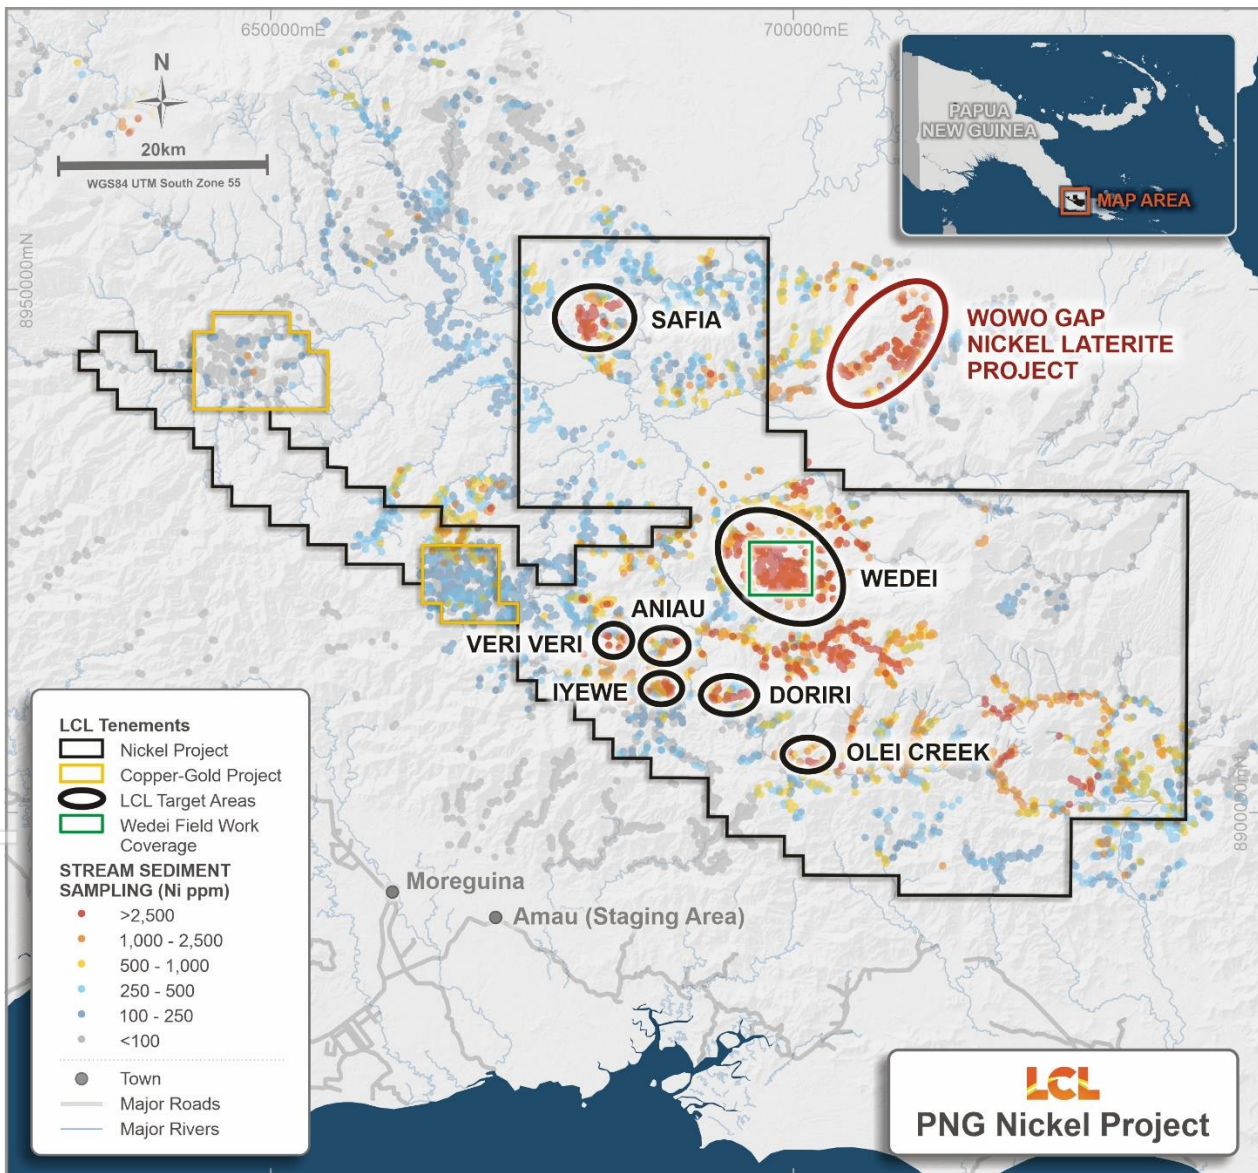 650000mE
700000mE
N
20km
WGS84 UTM South Zone 55
PAPUA
NEW GUINEA
MAP AREA
8950000mN
SAFIA
WOWO GAP
NICKEL LATERITE
PROJECT
WEDEI
ANIAU
VERI VERI
IYEWE
DORIRI
OLEI CREEK
8900000mN
Moreguina
Amau (Staging Area)
LCL Tenements
Nickel Project
Copper-Gold Project
LCL Target Areas
Wedei Field Work
Coverage
STREAM SEDIMENT
SAMPLING (Ni ppm)
>2,500
1,000 - 2,500
500 - 1,000
250 - 500
100 - 250
<100
Town
Major Roads
Major Rivers
LCL
PNG Nickel Project